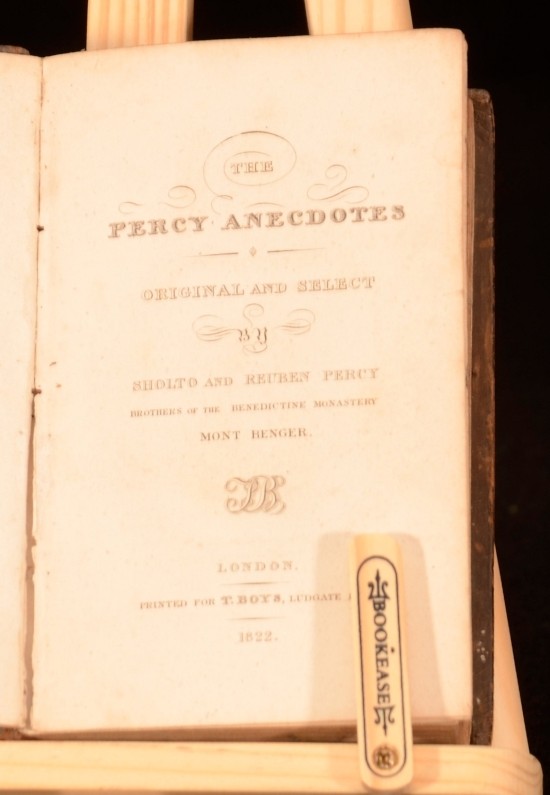 THE
PERCY ANECDOTES
ORIGINAL AND SELECT
BY
SHOLTO AND REUBEN PERCY
BROTHERS OF THE BENEDICTINE MONASTERY
MONT BENGER.
TB
LONDON.
PRINTED FOR T. BOYS, LUDGATE
1822.
BOOKEASE